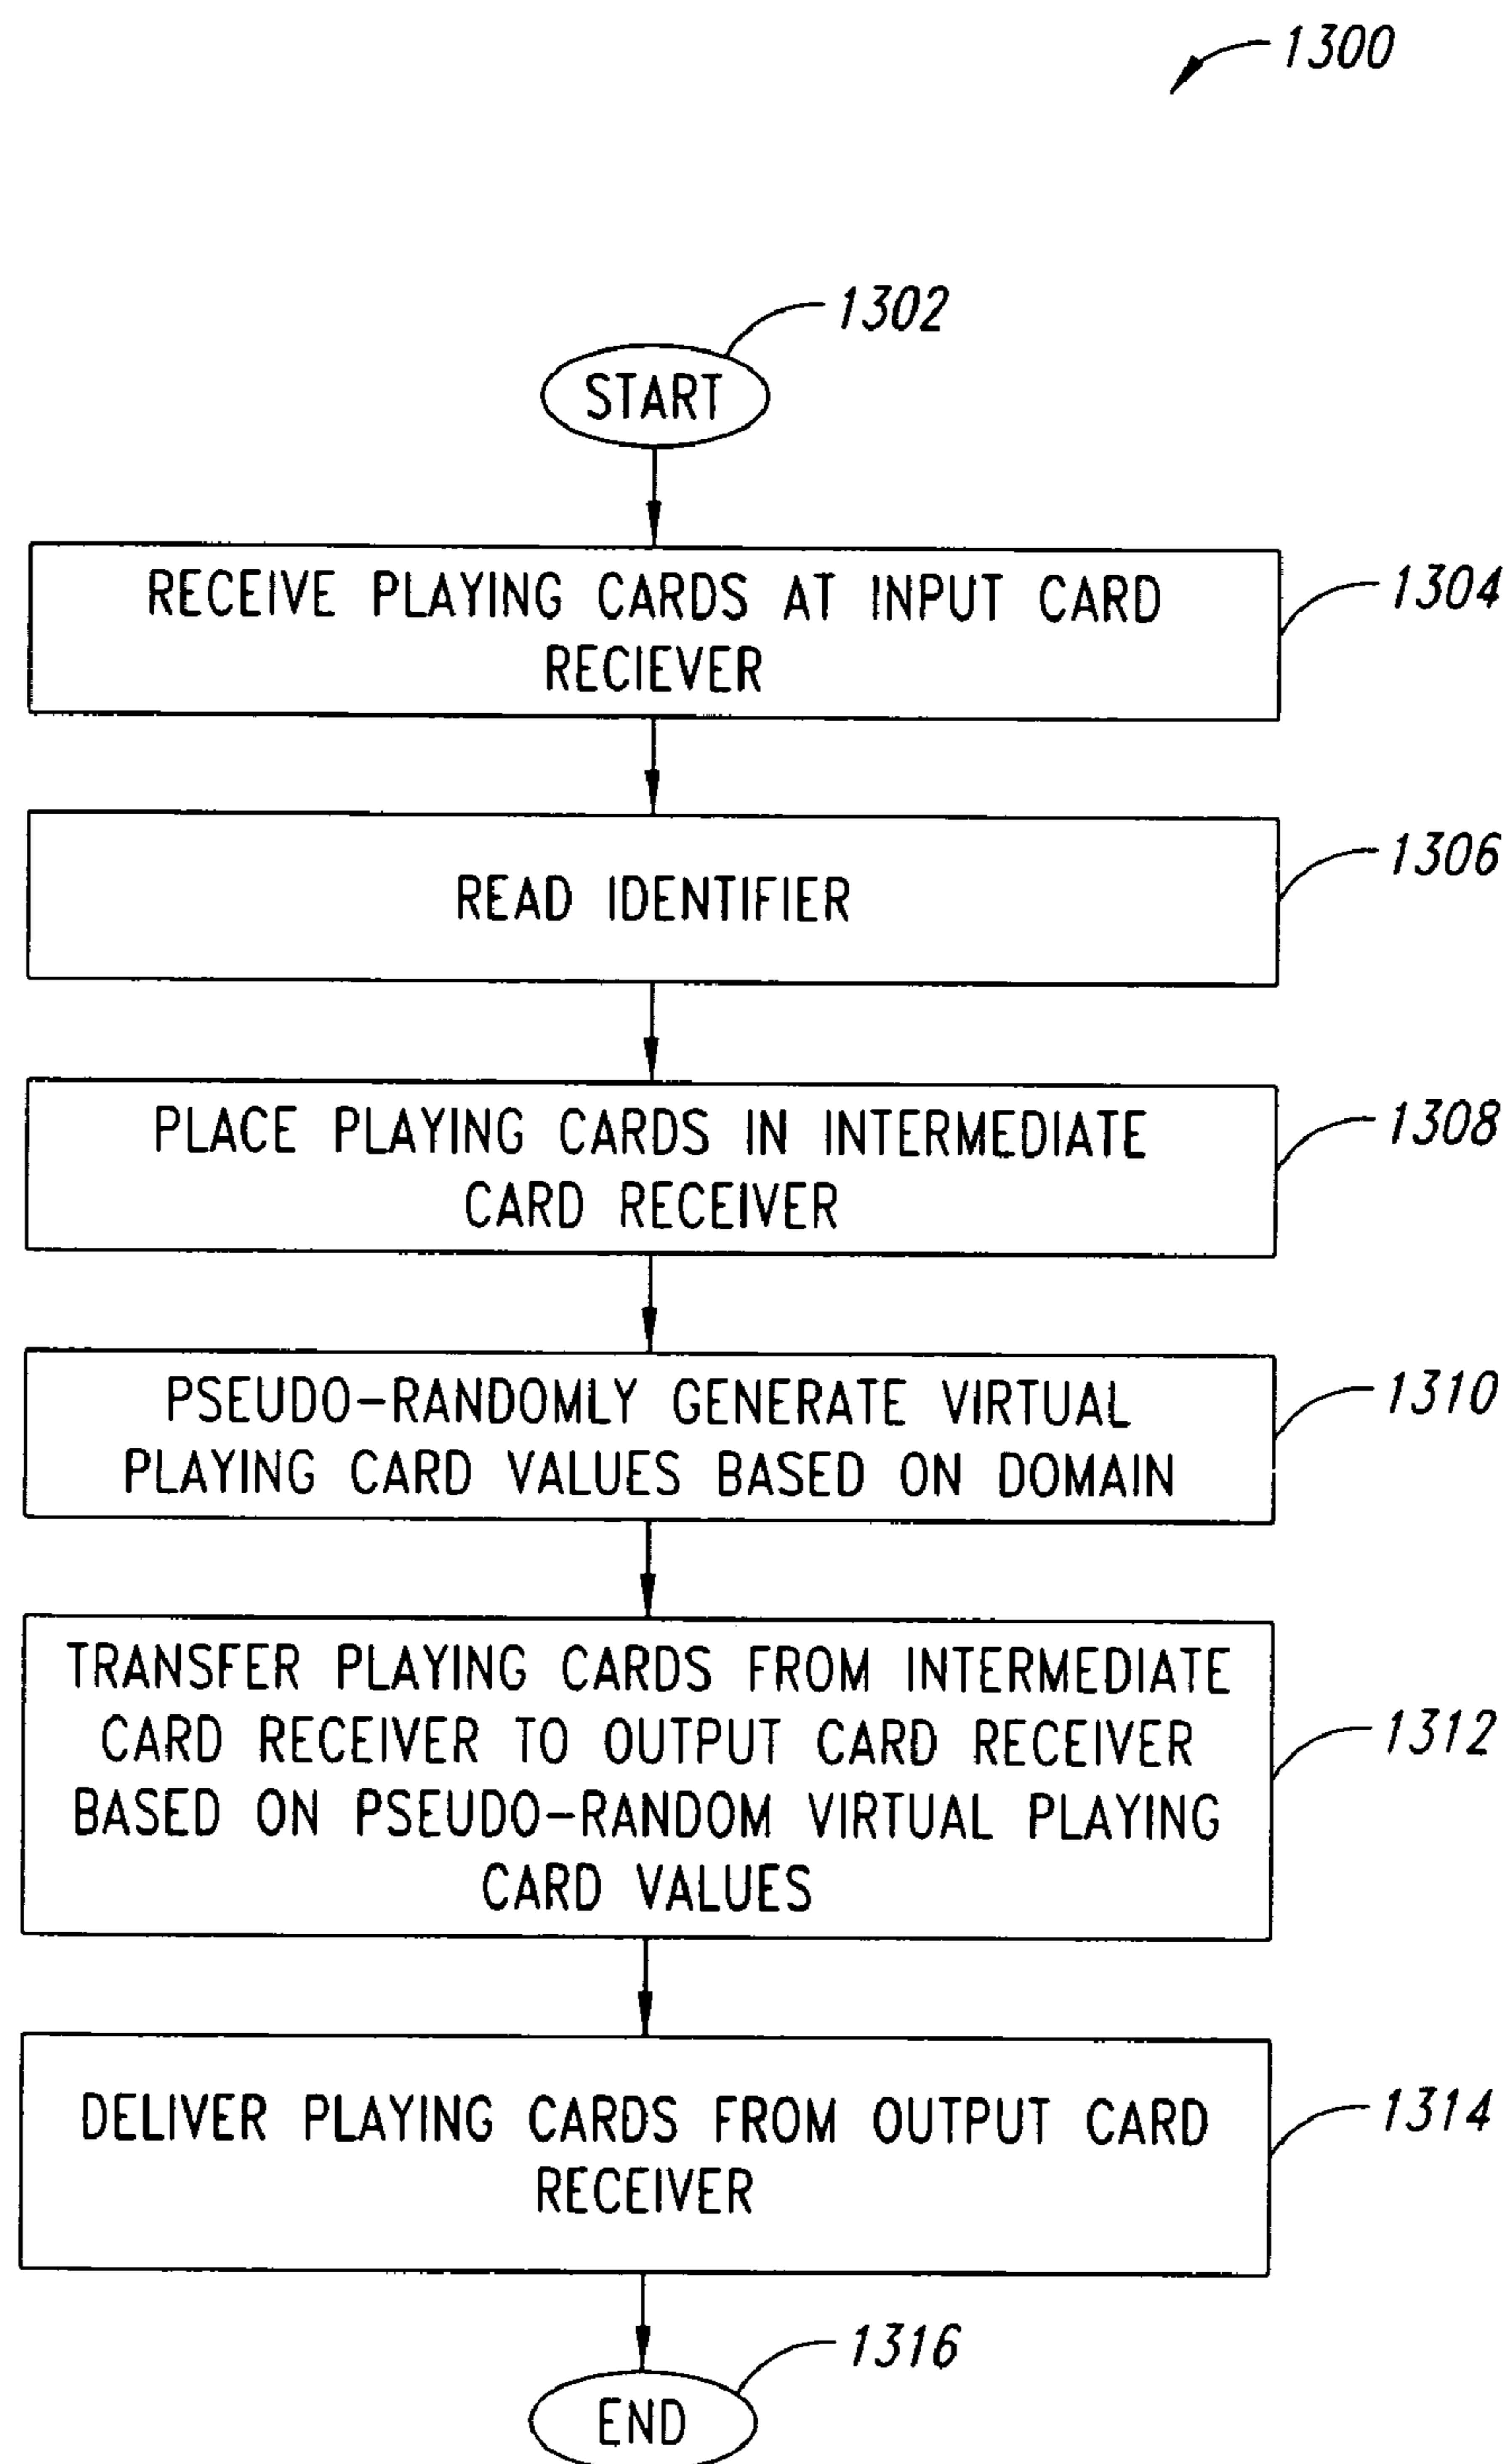 1300
1302
START
RECEIVE PLAYING CARDS AT INPUT CARD
RECIEVER
1304
READ IDENTIFIER
1306
PLACE PLAYING CARDS IN INTERMEDIATE
CARD RECEIVER
1308
PSEUDO-RANDOMLY GENERATE VIRTUAL
PLAYING CARD VALUES BASED ON DOMAIN
1310
TRANSFER PLAYING CARDS FROM INTERMEDIATE
CARD RECEIVER TO OUTPUT CARD RECEIVER
BASED ON PSEUDO-RANDOM VIRTUAL PLAYING
CARD VALUES
1312
DELIVER PLAYING CARDS FROM OUTPUT CARD
RECEIVER
1314
1316
END